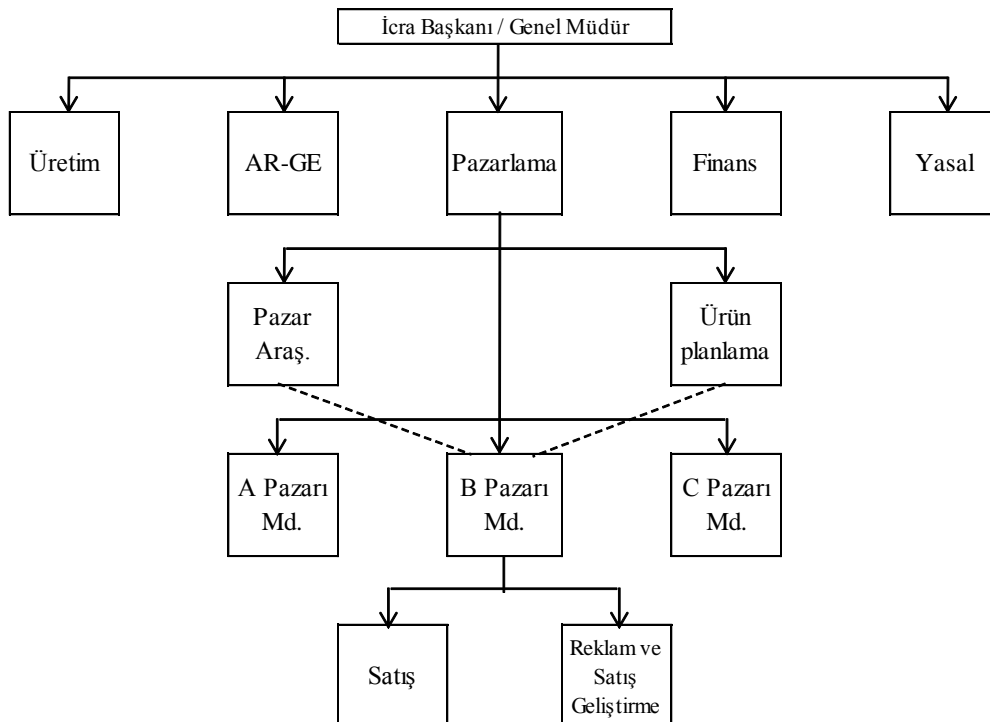 İcra Başkanı / Genel Müdür
Üretim
AR-GE
Pazarlama
Finans
Yasal
Pazar
Araş.
Ürün
planlama
A Pazarı
Md.
B Pazarı
Md.
C Pazarı
Md.
Satış
Reklam ve
Satış
Geliştirme